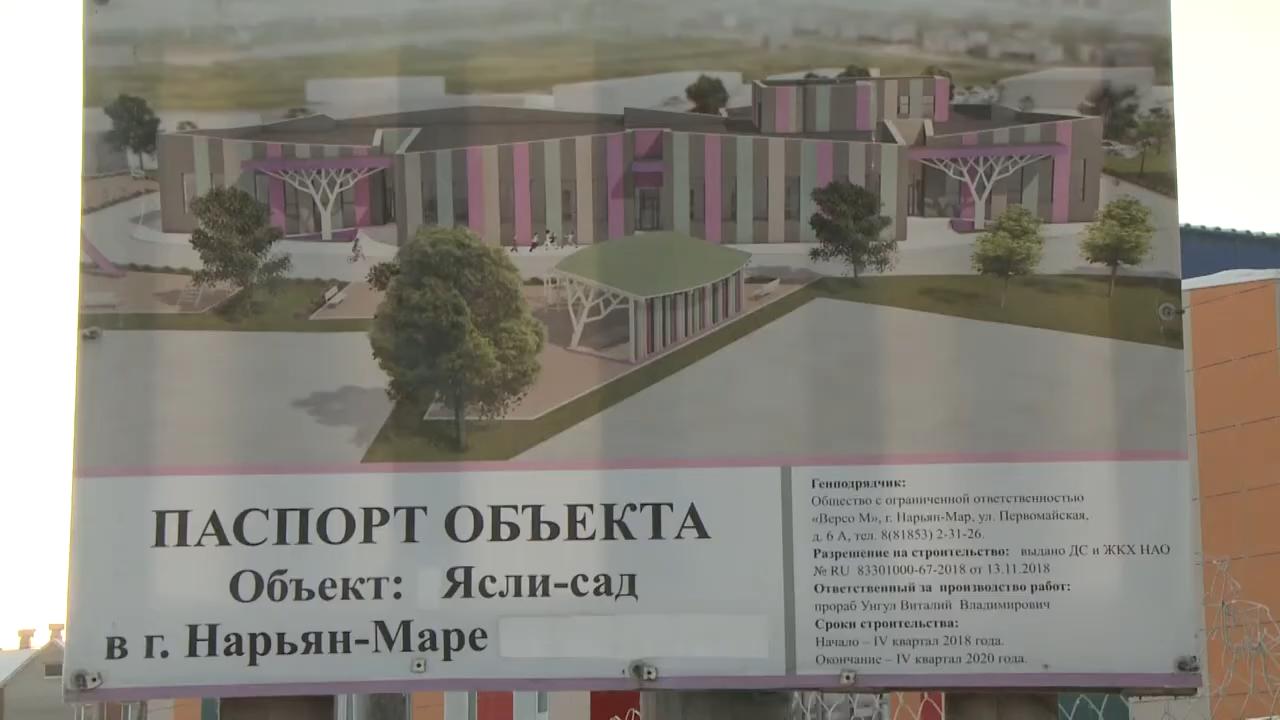 ПАСПОРТ ОБЪЕКТА
Объект: Ясли-сад
в г. Нарьян-Маре
Генподрядчик:
Общество с ограниченной ответственностью
«Версо М», г. Нарьян-Мар, ул. Первомайская,
д. 6 А, тел. 8(81853) 2-31-26.
Разрешение на строительство: выдано ДС и ЖКХ НАО
№ RU 83301000-67-2018 от 13.11.2018
Ответственный за производство работ:
прораб Унгул Виталий Владимирович
Сроки строительства:
Начало – IV квартал 2018 года.
Окончание – IV квартал 2020 года.